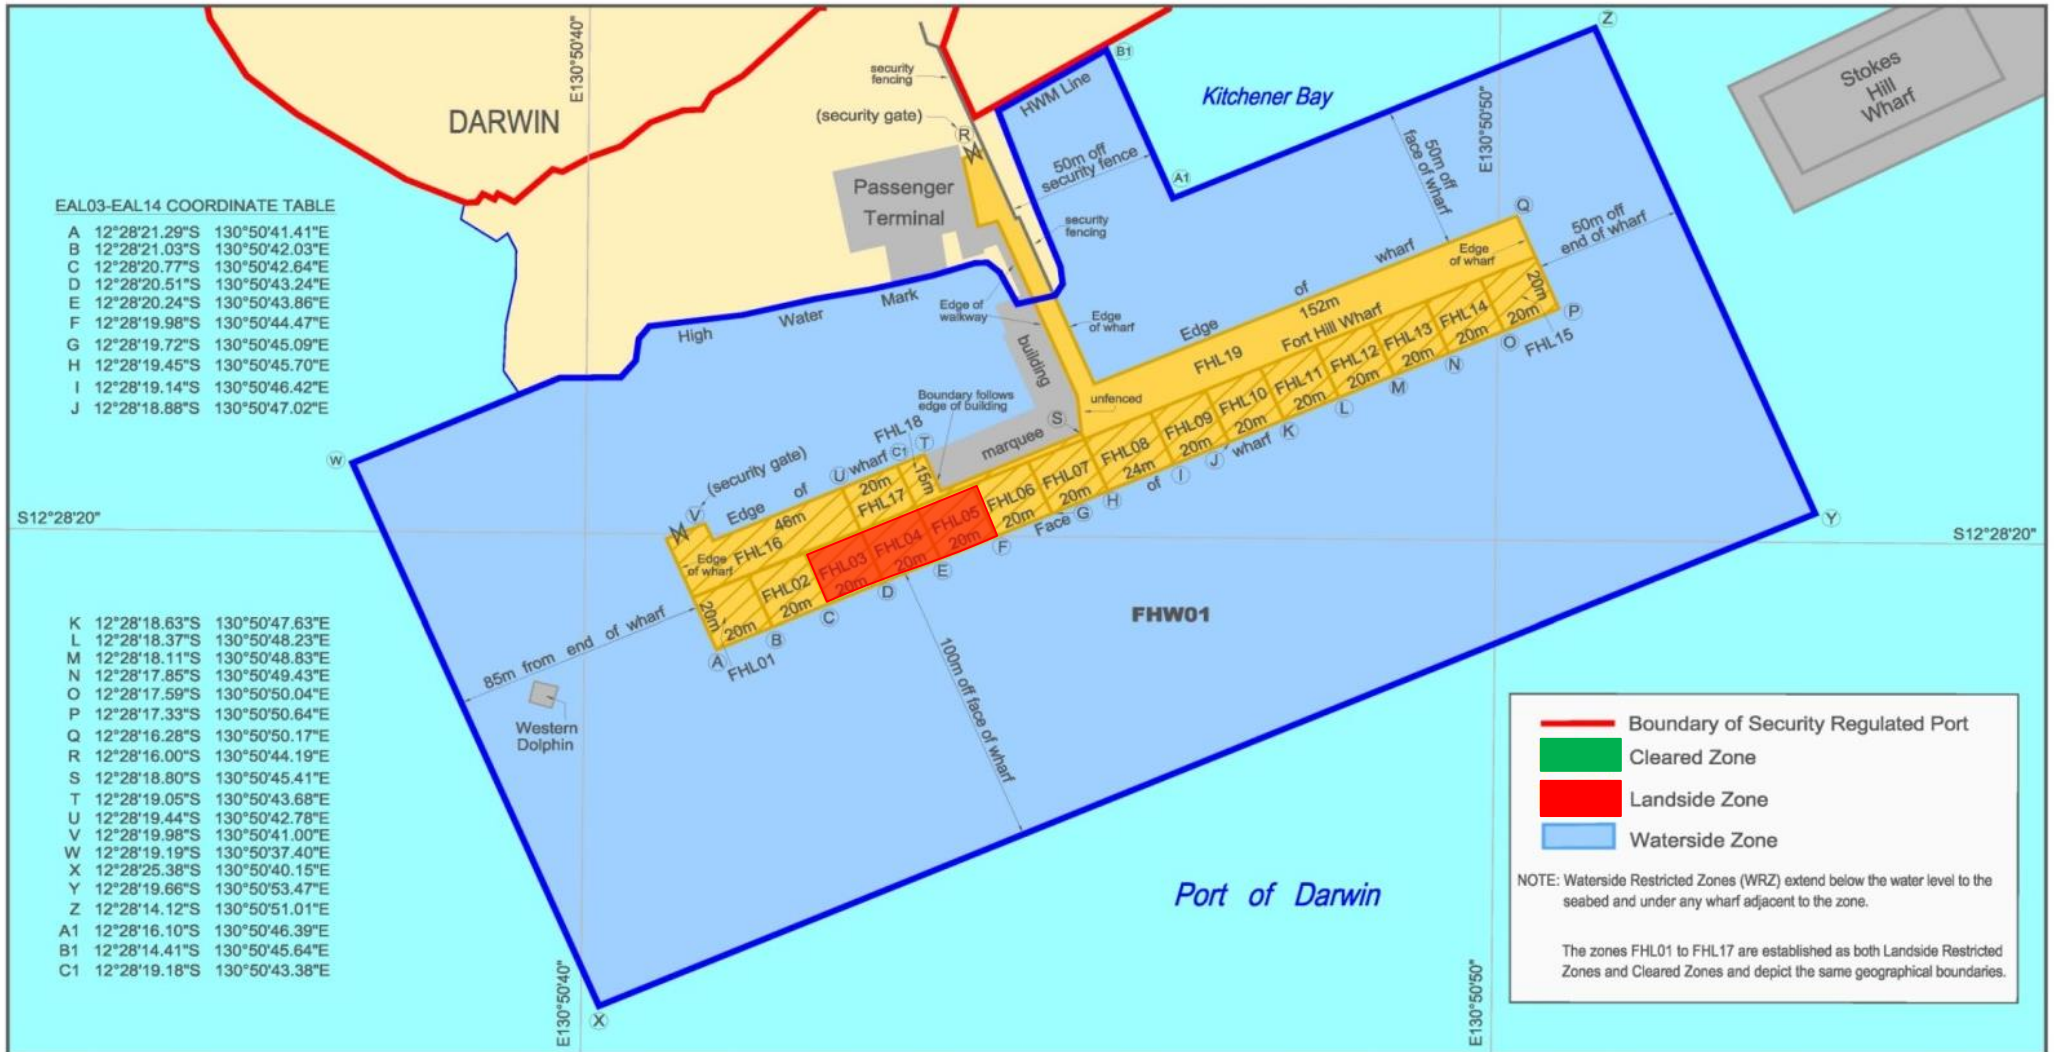 E130°50'40"
DARWIN
security
fencing
(security gate)
R
HWM Line
B1
Kitchener Bay
E130°50'50"
Z
Stokes
Hill
Wharf
50m off
security fence
A1
50m off
face of wharf
Passenger
Terminal
security
fencing
Q
50m off
end of wharf
EAL03-EAL14 COORDINATE TABLE
A 12°28'21.29"S 130°50'41.41"E
B 12°28'21.03"S 130°50'42.03"E
C 12°28'20.77"S 130°50'42.64"E
D 12°28'20.51"S 130°50'43.24"E
E 12°28'20.24"S 130°50'43.86"E
F 12°28'19.98"S 130°50'44.47"E
G 12°28'19.72"S 130°50'45.09"E
H 12°28'19.45"S 130°50'45.70"E
I 12°28'19.14"S 130°50'46.42"E
J 12°28'18.88"S 130°50'47.02"E
High Water Mark
Edge of
walkway
Edge
of wharf
Edge of wharf
152m
Fort Hill Wharf
FHL19
Edge
of wharf
20m
P
FHL15
20m
O
FHL14
20m
N
FHL13
20m
M
FHL12
20m
L
FHL11
20m
K
FHL10
20m
J
FHL09
20m
I
FHL08
24m
H
FHL07
20m
G
FHL06
20m
F
Face of wharf
building
Boundary follows
edge of building
S
unfenced
marquee
FHL18
T
C1
15m
U
20m
FHL17
Edge of wharf
46m
FHL16
(security gate)
V
Edge
of wharf
W
S12°28'20"
S12°28'20"
FHL05
20m
E
FHL04
20m
D
FHL03
20m
C
FHL02
20m
B
20m
20m
A
FHL01
85m from end of wharf
Western
Dolphin
100m off face of wharf
FHW01
Y
K 12°28'18.63"S 130°50'47.63"E
L 12°28'18.37"S 130°50'48.23"E
M 12°28'18.11"S 130°50'48.83"E
N 12°28'17.85"S 130°50'49.43"E
O 12°28'17.59"S 130°50'50.04"E
P 12°28'17.33"S 130°50'50.64"E
Q 12°28'16.28"S 130°50'50.17"E
R 12°28'16.00"S 130°50'44.19"E
S 12°28'18.80"S 130°50'45.41"E
T 12°28'19.05"S 130°50'43.68"E
U 12°28'19.44"S 130°50'42.78"E
V 12°28'19.98"S 130°50'41.00"E
W 12°28'19.19"S 130°50'37.40"E
X 12°28'25.38"S 130°50'40.15"E
Y 12°28'19.66"S 130°50'53.47"E
Z 12°28'14.12"S 130°50'51.01"E
A1 12°28'16.10"S 130°50'46.39"E
B1 12°28'14.41"S 130°50'45.64"E
C1 12°28'19.18"S 130°50'43.38"E
Port of Darwin
E130°50'40"
X
E130°50'50"
Boundary of Security Regulated Port
Cleared Zone
Landside Zone
Waterside Zone
NOTE: Waterside Restricted Zones (WRZ) extend below the water level to the
seabed and under any wharf adjacent to the zone.
The zones FHL01 to FHL17 are established as both Landside Restricted
Zones and Cleared Zones and depict the same geographical boundaries.